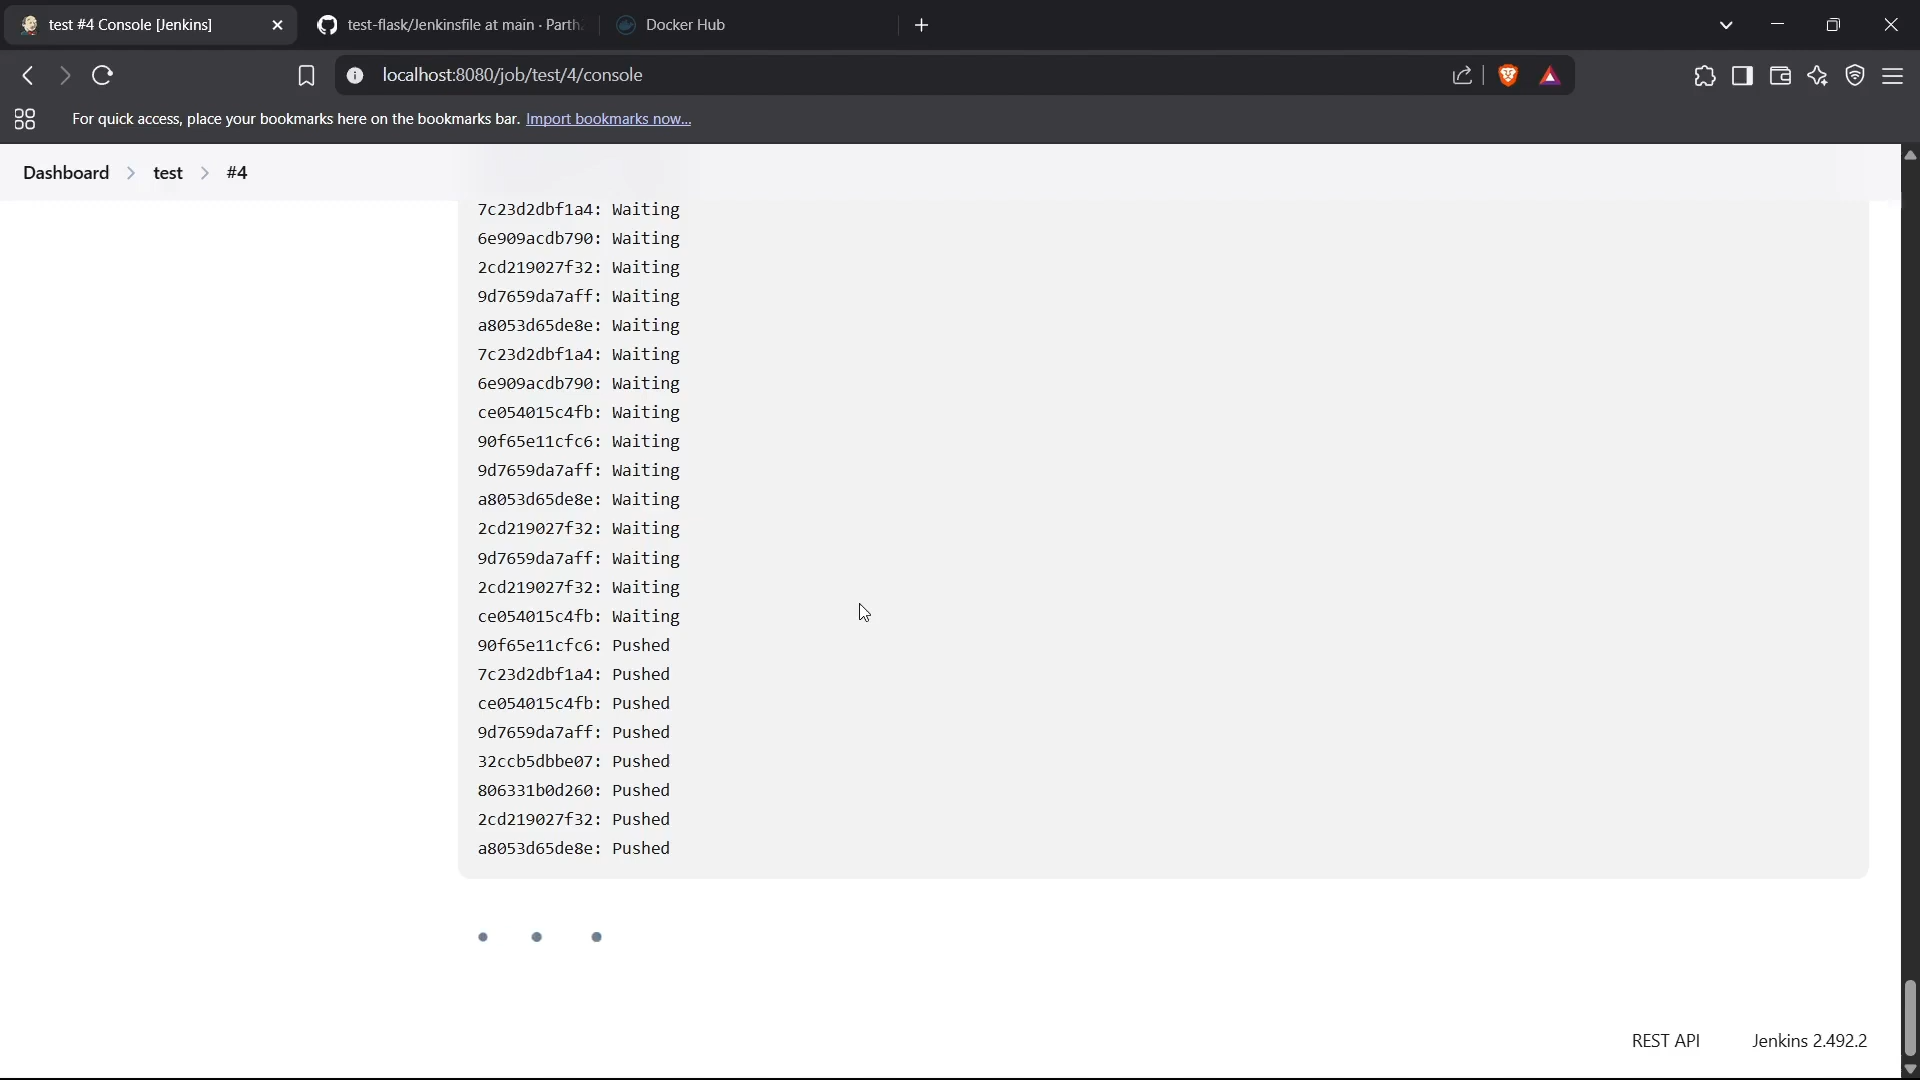 test #4 Console [Jenkins]
test-flask/Jenkinsfile at main · Parth
Docker Hub
localhost:8080/job/test/4/console
For quick access, place your bookmarks here on the bookmarks bar. Import bookmarks now...
Dashboard
test
#4
7c23d2dbf1a4: Waiting
6e909acdb790: Waiting
2cd219027f32: Waiting
9d7659da7aff: Waiting
a8053d65de8e: Waiting
7c23d2dbf1a4: Waiting
6e909acdb790: Waiting
ce054015c4fb: Waiting
90f65e11cfc6: Waiting
9d7659da7aff: Waiting
a8053d65de8e: Waiting
2cd219027f32: Waiting
9d7659da7aff: Waiting
2cd219027f32: Waiting
ce054015c4fb: Waiting
90f65e11cfc6: Pushed
7c23d2dbf1a4: Pushed
ce054015c4fb: Pushed
9d7659da7aff: Pushed
32ccb5dbbe07: Pushed
806331b0d260: Pushed
2cd219027f32: Pushed
a8053d65de8e: Pushed
REST API
Jenkins 2.492.2